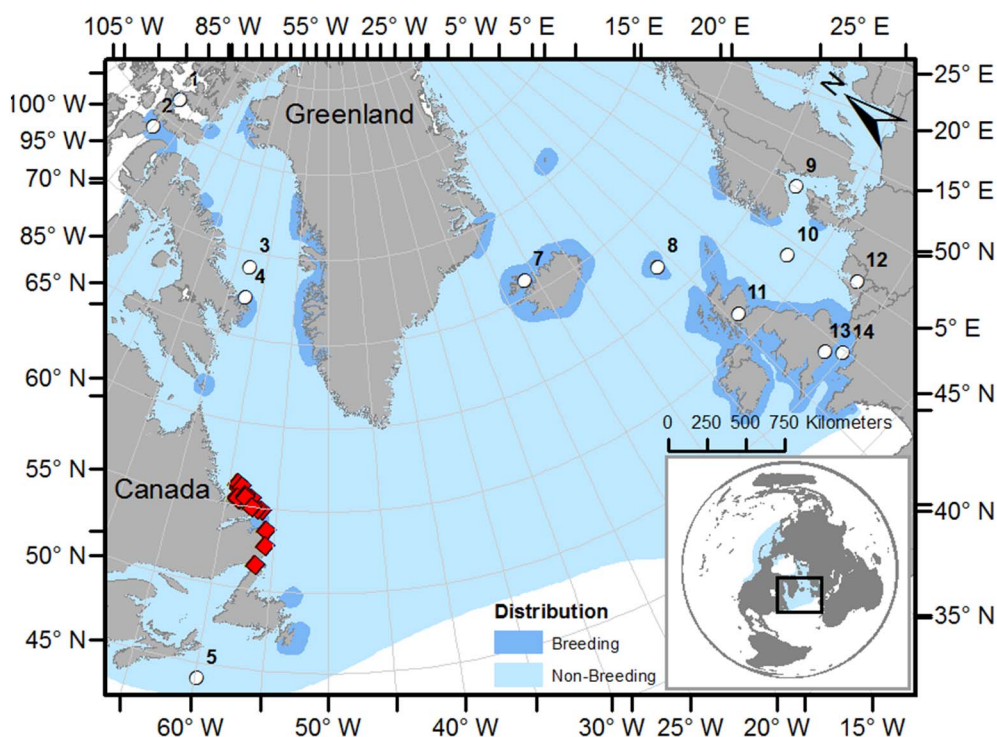 105° W 85° W 55° W 25° W 5° W 5° E 15° E 20° E 25° E
100° W
95° W
70° N
85° W
65° N
60° N
55° N
50° N
45° N
25° E
20° E
15° E
50° N
5° E
45° N
40° N
35° N
Greenland
Canada
N
1
2
3
4
5
7
8
9
10
11
12
13 14
0 250 500 750 Kilometers
Distribution
Breeding
Non-Breeding
60° W 50° W 40° W 30° W 25° W 20° W 15° W